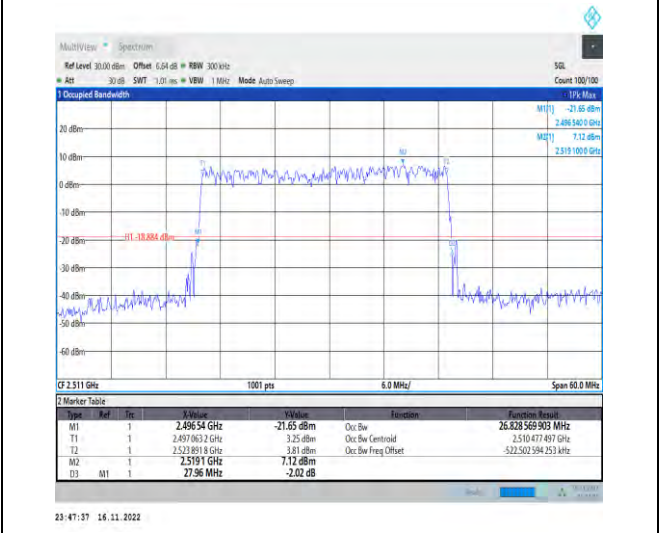 MultiView Spectrum
Ref Level 30.00 dBm Offset 6.64 dB RBW 300 kHz SGL
Att 30 dB SWT 1.01 ms VBW 1 MHz Mode Auto Sweep Count 100/100
1 Occupied Bandwidth 1Pk Max
M1[1] -21.65 dBm
2.496 540 0 GHz
M2[1] 7.12 dBm
2.519 100 0 GHz
20 dBm
10 dBm
0 dBm
-10 dBm
-20 dBm
-30 dBm
-40 dBm
-50 dBm
-60 dBm
T1 M2 T2
H1 -18.884 dBm M1 D3
CF 2.511 GHz 1001 pts 6.0 MHz/ Span 60.0 MHz
2 Marker Table
Type Ref Trc X-Value Y-Value Function Function Result
M1 1 2.496 54 GHz -21.65 dBm Occ Bw 26.828 569 903 MHz
T1 1 2.497 063 2 GHz 3.25 dBm Occ Bw Centroid 2.510 477 497 GHz
T2 1 2.523 891 8 GHz 3.81 dBm Occ Bw Freq Offset -522.502 594 253 kHz
M2 1 2.519 1 GHz 7.12 dBm
D3 M1 1 27.96 MHz -2.02 dB
23:47:37 16.11.2022